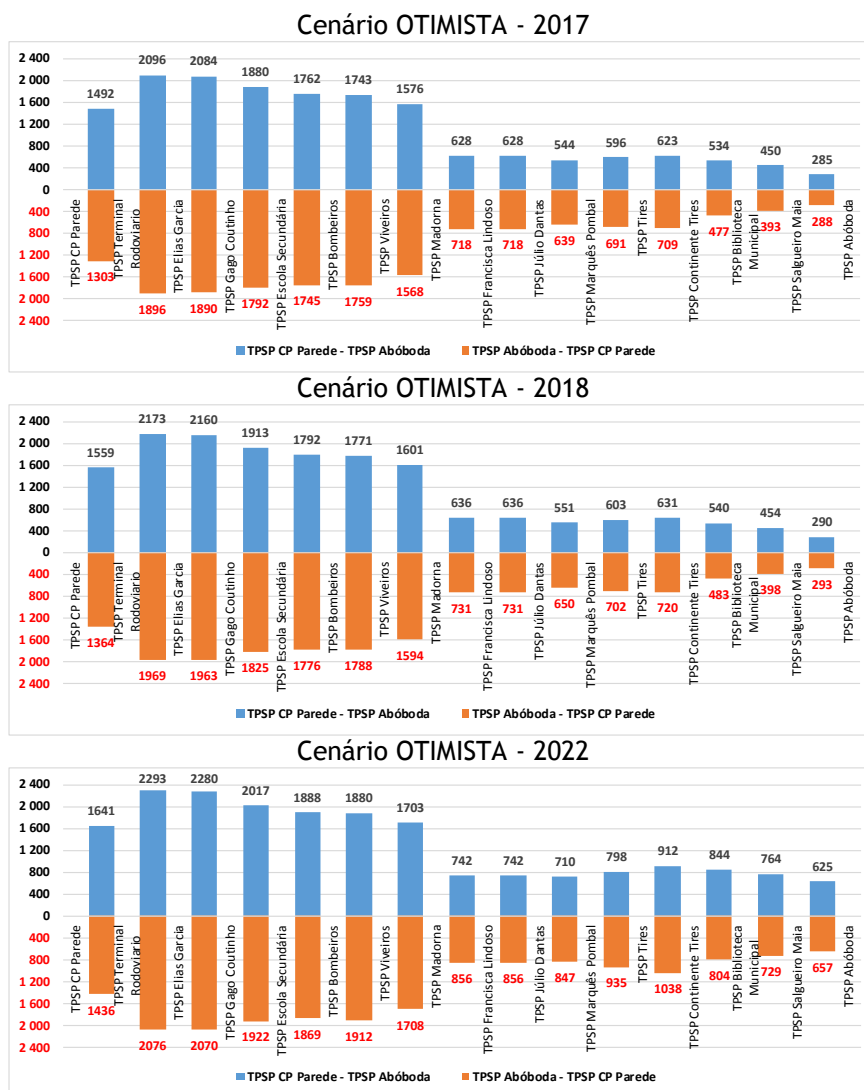 Cenário OTIMISTA - 2017
2 400
2 000
1 600
1 200
800
400
0
400
800
1 200
1 600
2 000
2 400
1492 2096 2084 1880 1762 1743 1576 628 628 544 596 623 534 450 285
1303 1896 1890 1792 1745 1759 1568 718 718 639 691 709 477 393 288
TPSP CP Parede
TPSP Terminal
Rodoviario
TPSP Elias Garcia
TPSP Gago Coutinho
TPSP Escola Secundária
TPSP Bombeiros
TPSP Viveiros
TPSP Madorna
TPSP Francisca Lindoso
TPSP Júlio Dantas
TPSP Marquês Pombal
TPSP Tires
TPSP Continente Tires
TPSP Biblioteca
Municipal
TPSP Salgueiro Maia
TPSP Abóboda
TPSP CP Parede - TPSP Abóboda TPSP Abóboda - TPSP CP Parede
Cenário OTIMISTA - 2018
2 400
2 000
1 600
1 200
800
400
0
400
800
1 200
1 600
2 000
2 400
1559 2173 2160 1913 1792 1771 1601 636 636 551 603 631 540 454 290
1364 1969 1963 1825 1776 1788 1594 731 731 650 702 720 483 398 293
TPSP CP Parede
TPSP Terminal
Rodoviario
TPSP Elias Garcia
TPSP Gago Coutinho
TPSP Escola Secundária
TPSP Bombeiros
TPSP Viveiros
TPSP Madorna
TPSP Francisca Lindoso
TPSP Júlio Dantas
TPSP Marquês Pombal
TPSP Tires
TPSP Continente Tires
TPSP Biblioteca
Municipal
TPSP Salgueiro Maia
TPSP Abóboda
TPSP CP Parede - TPSP Abóboda TPSP Abóboda - TPSP CP Parede
Cenário OTIMISTA - 2022
2 400
2 000
1 600
1 200
800
400
0
400
800
1 200
1 600
2 000
2 400
1641 2293 2280 2017 1888 1880 1703 742 742 710 798 912 844 764 625
1436 2076 2070 1922 1869 1912 1708 856 856 847 935 1038 804 729 657
TPSP CP Parede
TPSP Terminal
Rodoviario
TPSP Elias Garcia
TPSP Gago Coutinho
TPSP Escola Secundária
TPSP Bombeiros
TPSP Viveiros
TPSP Madorna
TPSP Francisca Lindoso
TPSP Júlio Dantas
TPSP Marquês Pombal
TPSP Tires
TPSP Continente Tires
TPSP Biblioteca
Municipal
TPSP Salgueiro Maia
TPSP Abóboda
TPSP CP Parede - TPSP Abóboda TPSP Abóboda - TPSP CP Parede